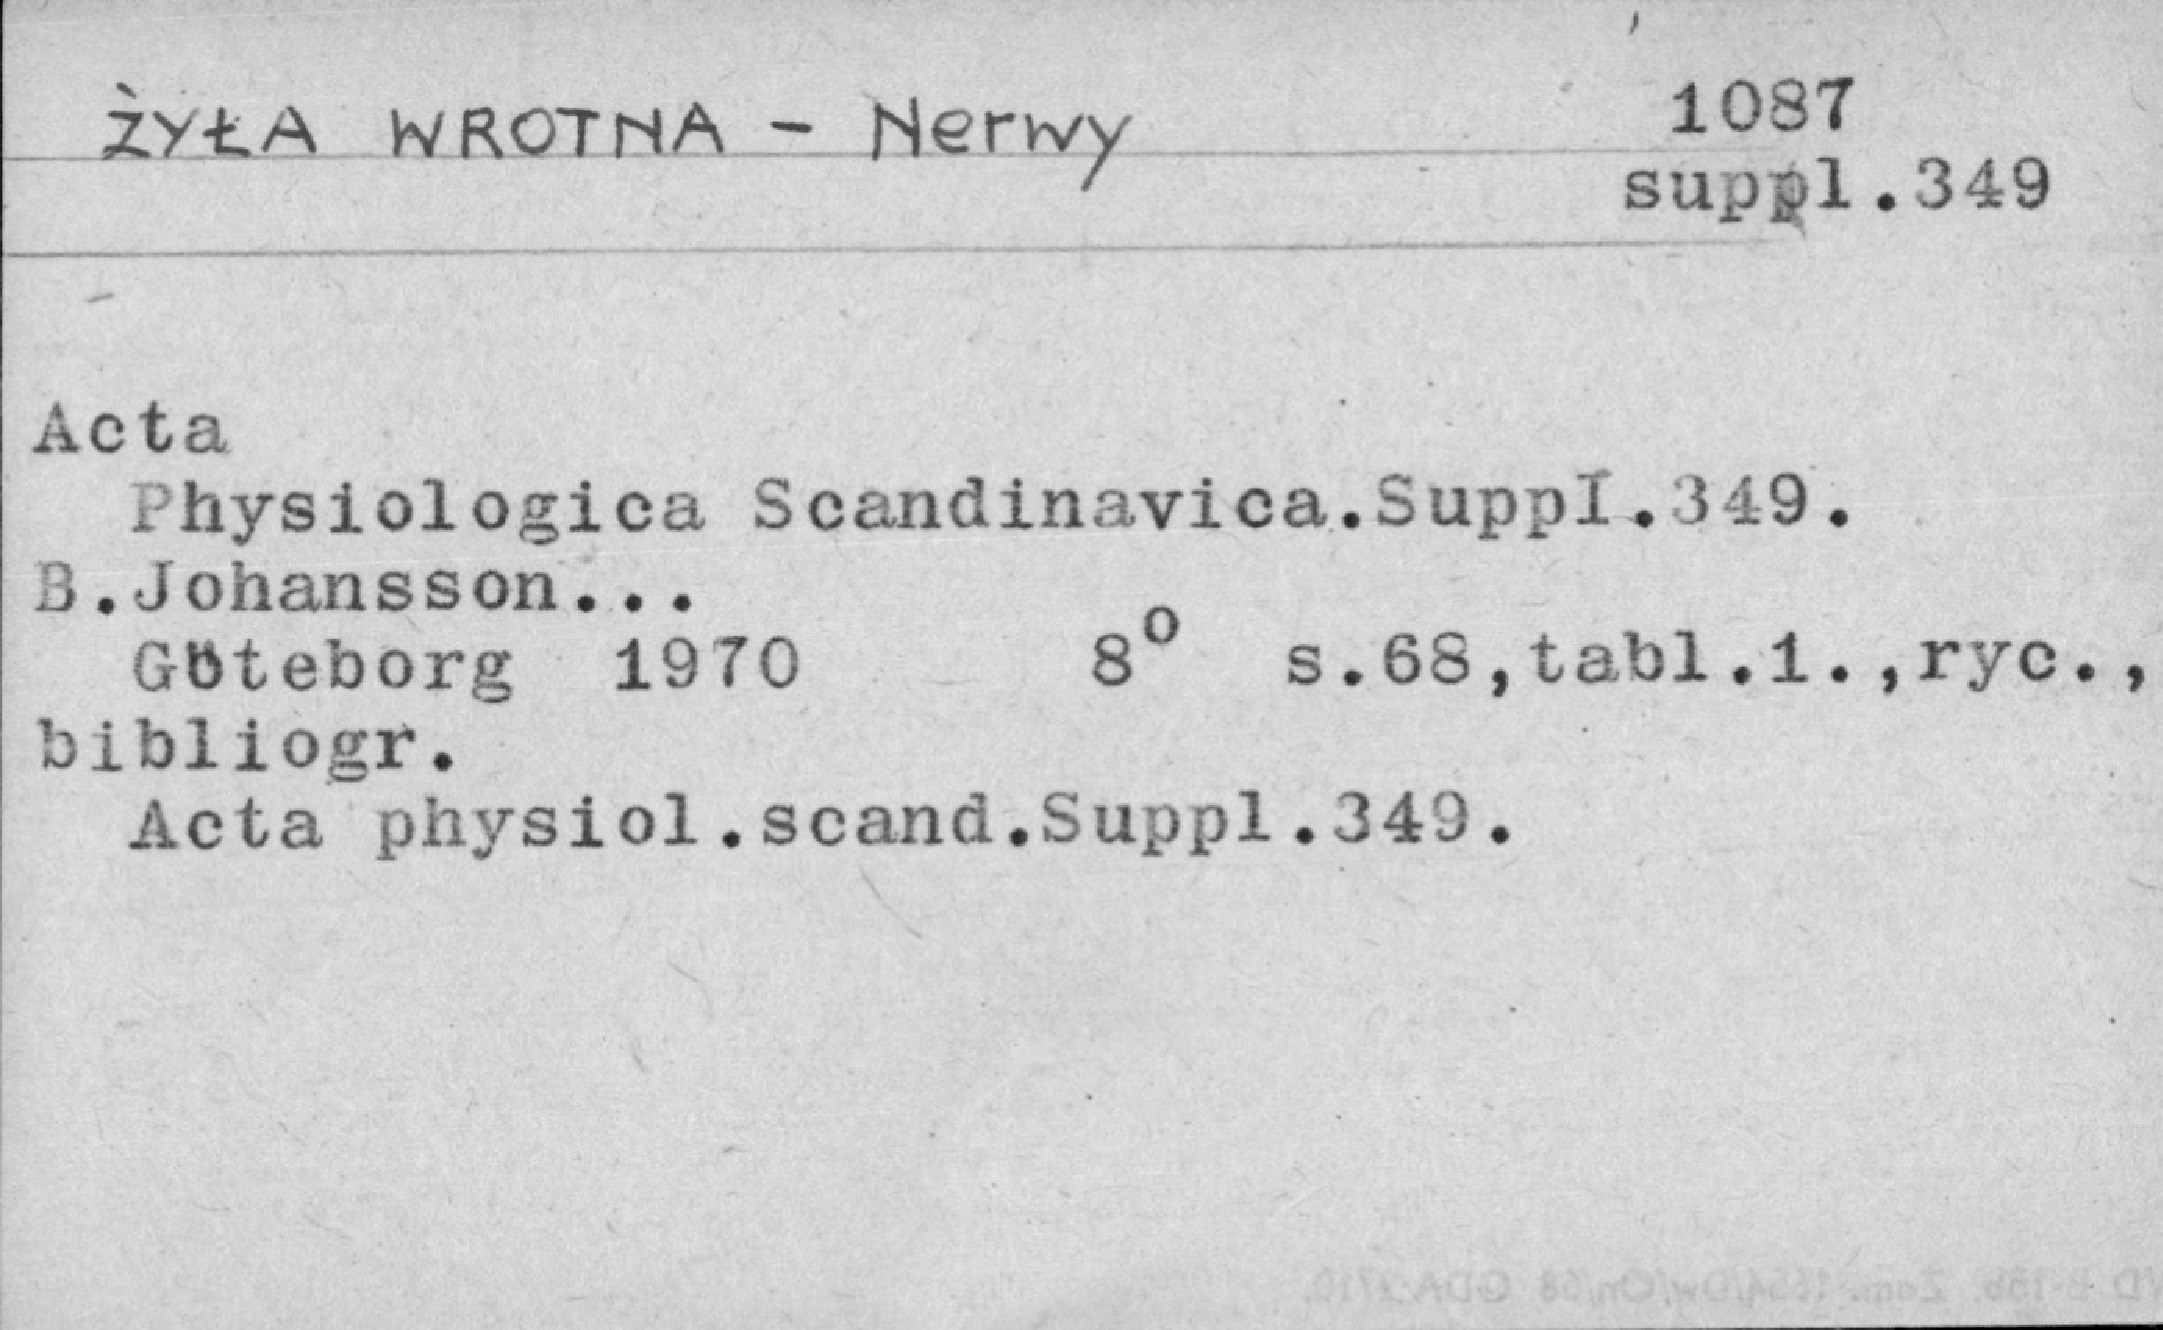 ŻYŁA WROTNA - Nerwy
1087
suppl.349
Acta
Physiologica Scandinavica.Suppl.349.
B.Johansson...
Göteborg 1970 8° s.68,tabl.1.,ryc.,
bibliogr.
Acta physiol.scand.Suppl.349.